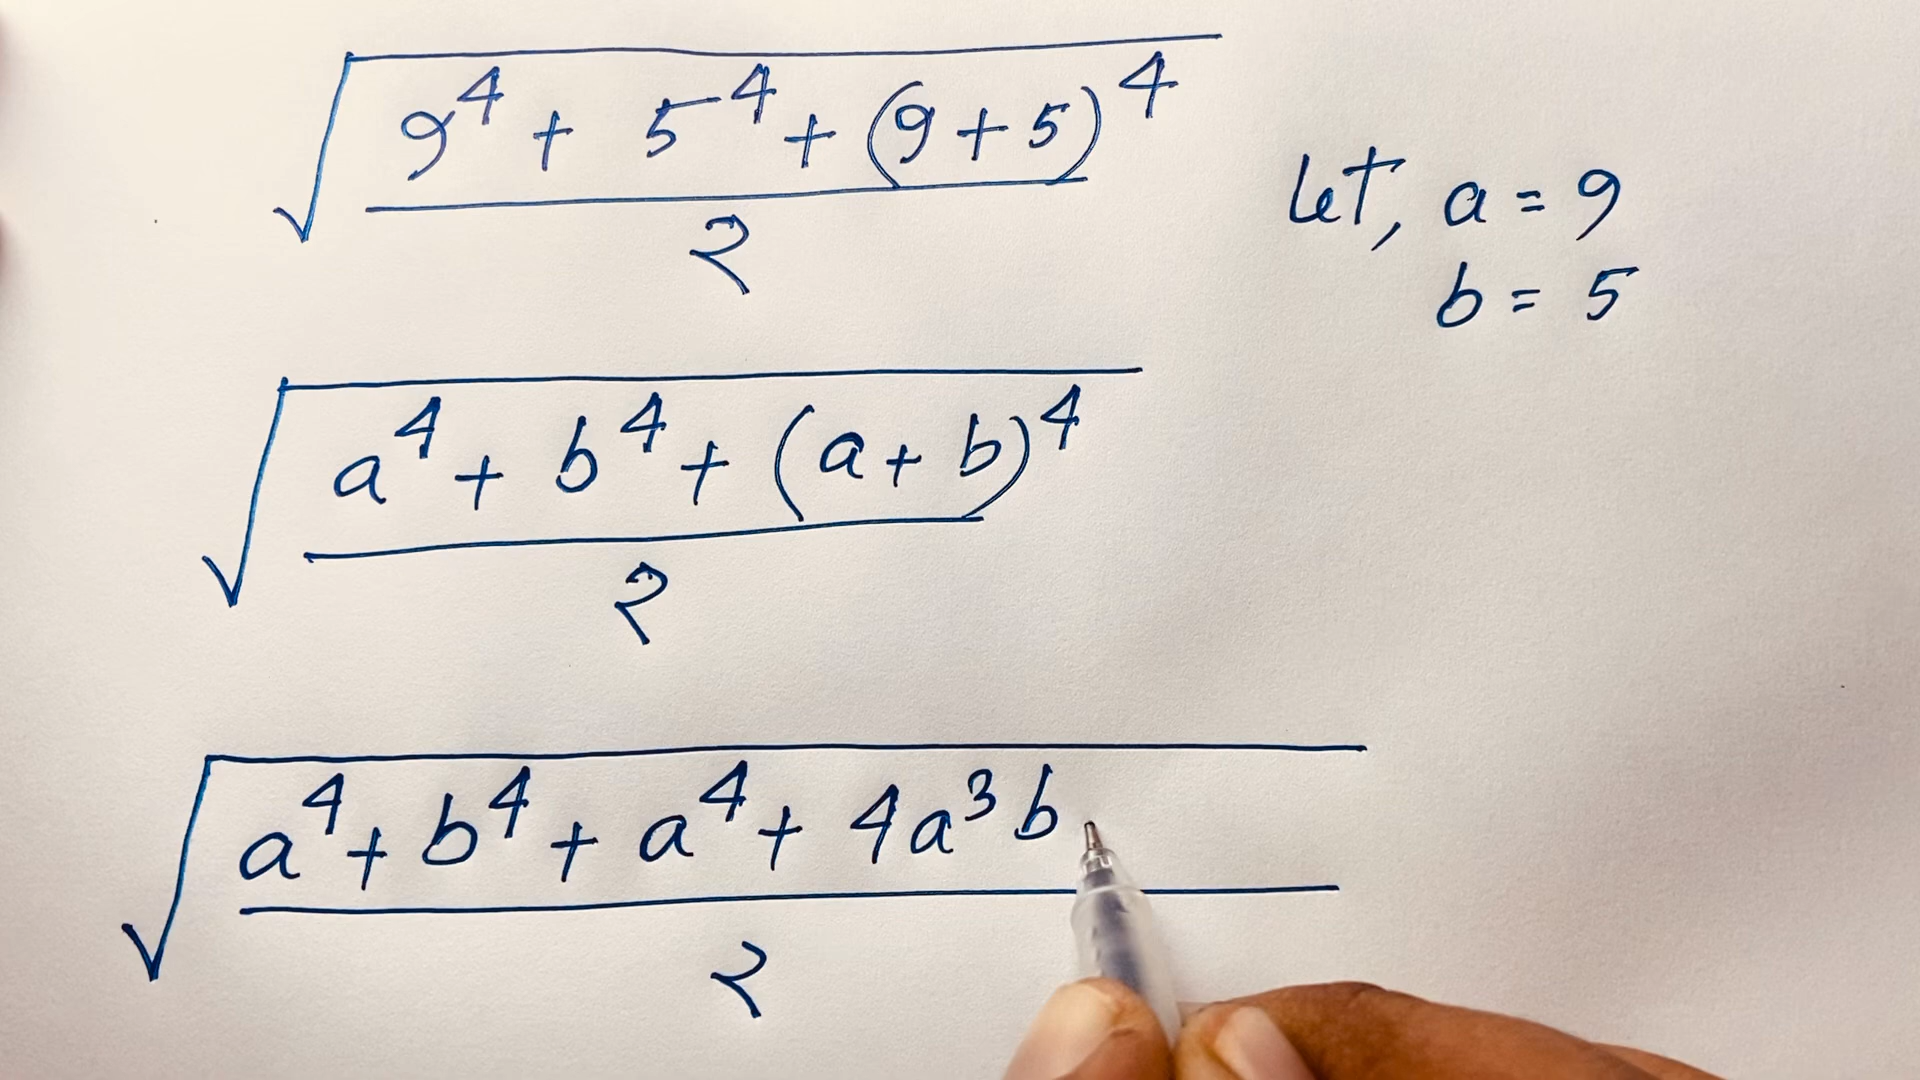 √((9⁴ + 5⁴ + (9+5)⁴)/2)
Let, a = 9
b = 5
√((a⁴ + b⁴ + (a+b)⁴)/2)
√((a⁴ + b⁴ + a⁴ + 4a³b)/2)